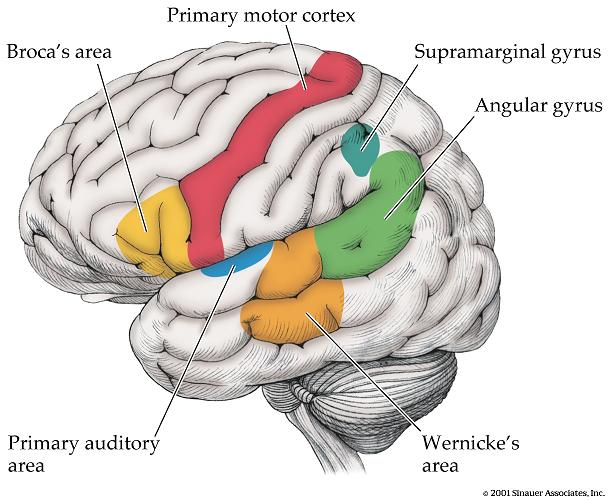 Primary motor cortex
Broca's area
Supramarginal gyrus
Angular gyrus
Primary auditory
area
Wernicke's
area
© 2001 Sinauer Associates, Inc.